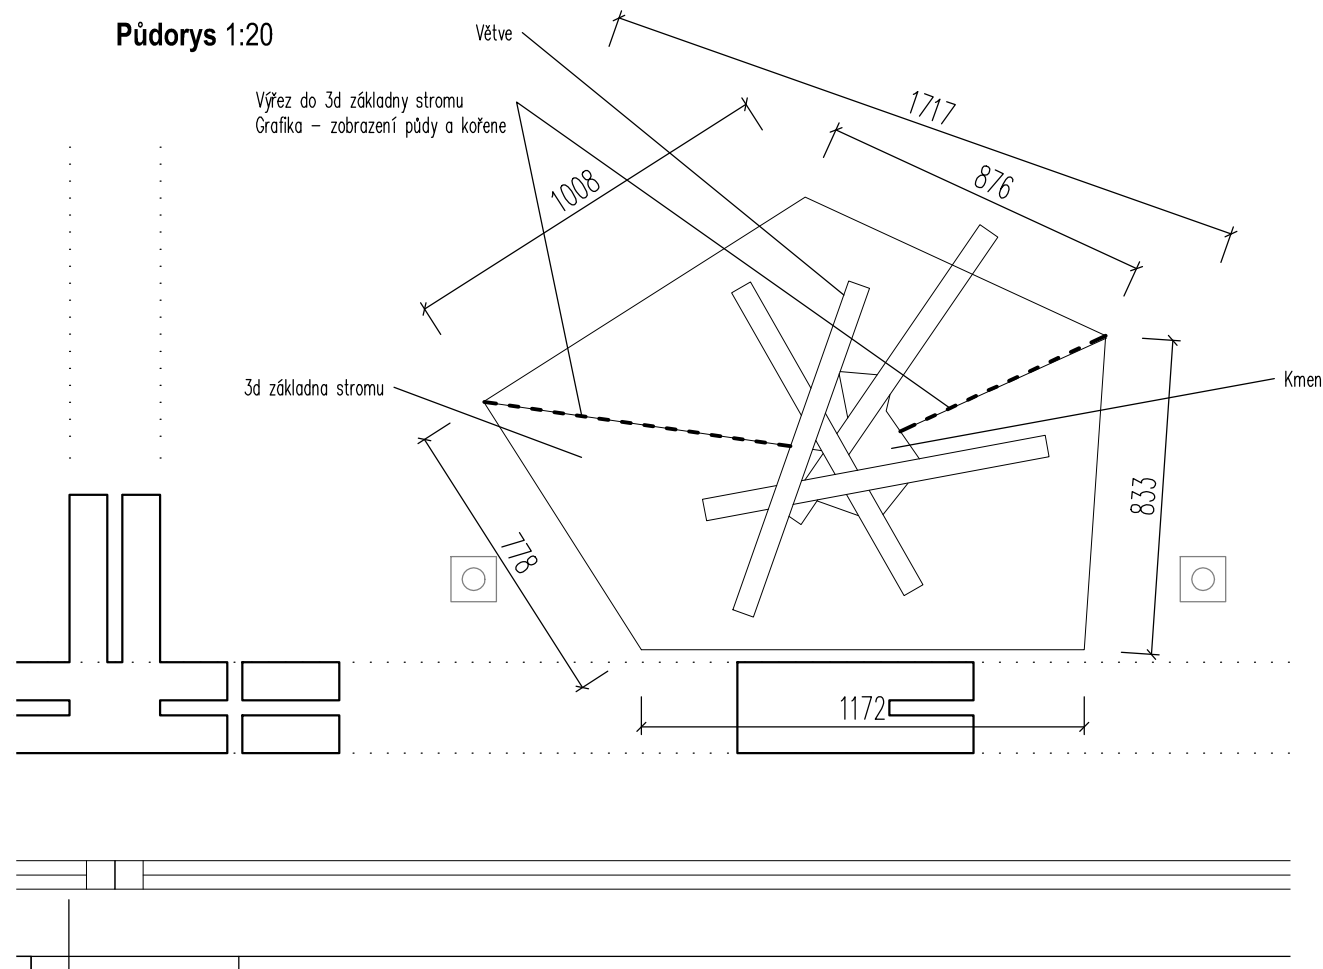 Půdorys 1:20
Větve
Výřez do 3d základny stromu
Grafika – zobrazení půdy a kořene
1717
876
1008
3d základna stromu
Kmen
833
778
1172